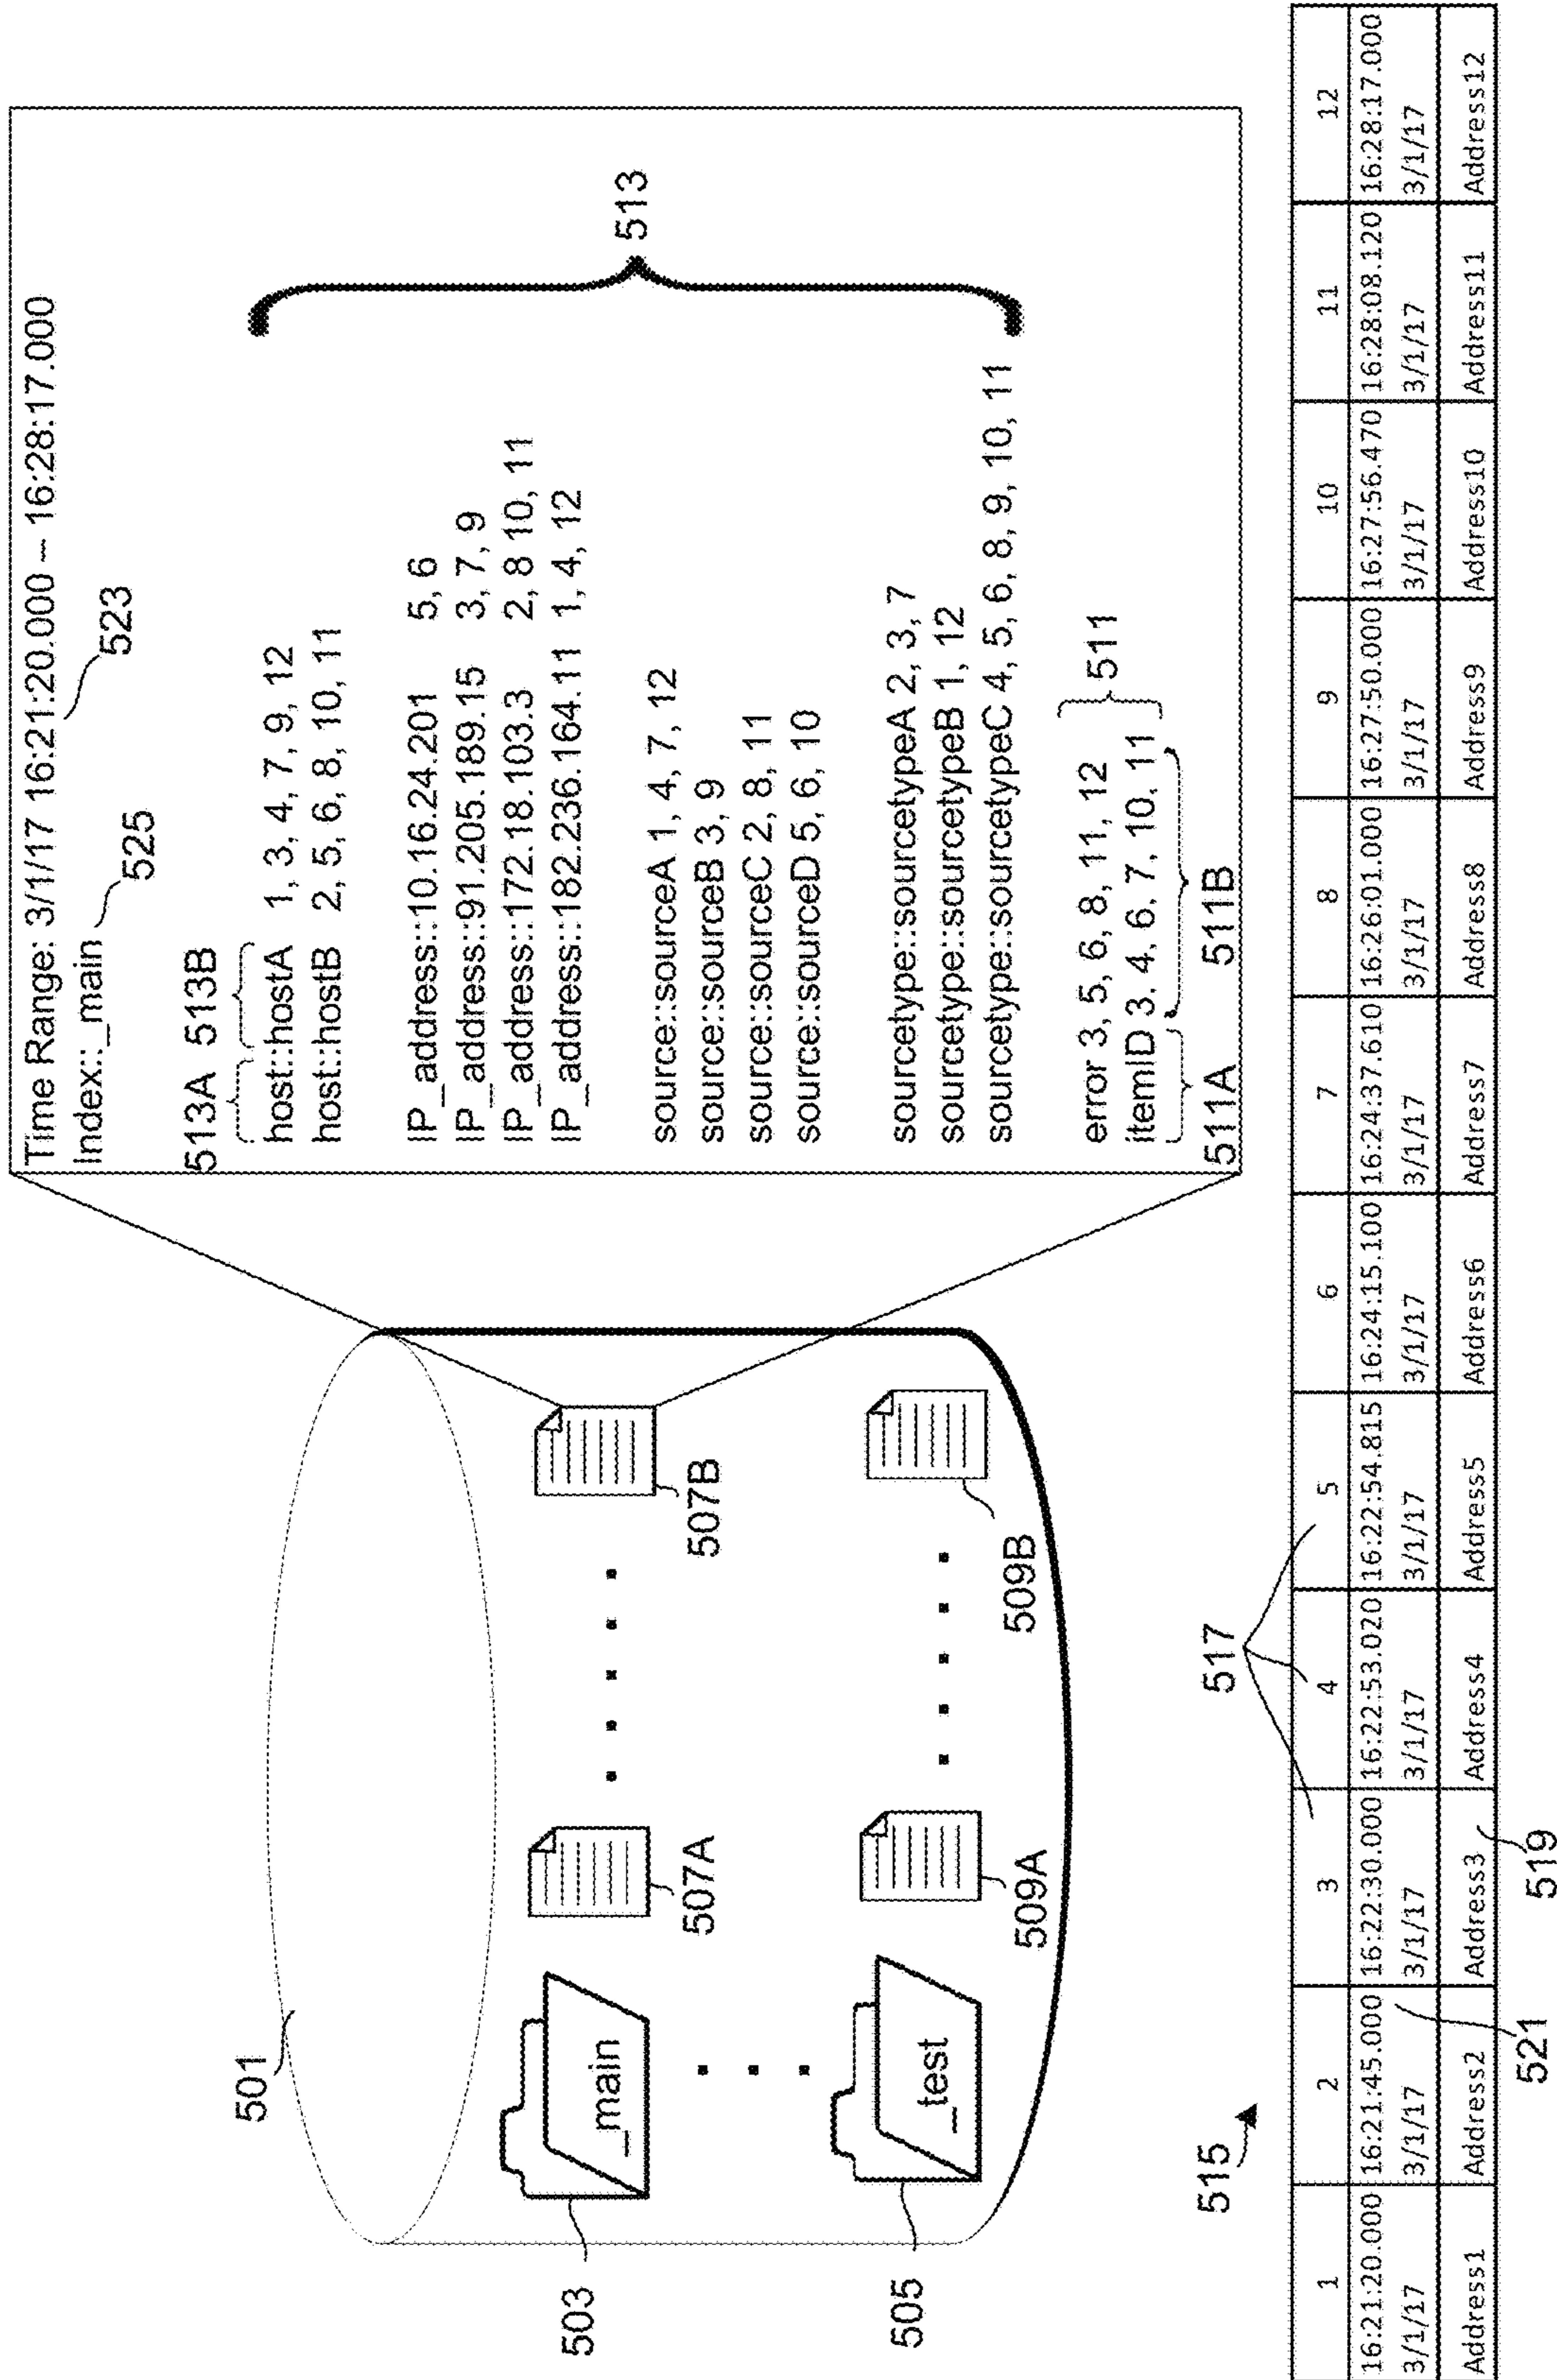 Time Range: 3/1/17 16:21:20.000 – 16:28:17.000
523
Index::_main
525
513A 513B
host::hostA 1, 3, 4, 7, 9, 12
host::hostB 2, 5, 6, 8, 10, 11
IP_address::10.16.24.201 5, 6
IP_address::91.205.189.15 3, 7, 9
IP_address::172.18.103.3 2, 8 10, 11
IP_address::182.236.164.11 1, 4, 12
source::sourceA 1, 4, 7, 12
source::sourceB 3, 9
source::sourceC 2, 8, 11
source::sourceD 5, 6, 10
sourcetype::sourcetypeA 2, 3, 7
sourcetype::sourcetypeB 1, 12
sourcetype::sourcetypeC 4, 5, 6, 8, 9, 10, 11
513
error 3, 5, 6, 8, 11, 12
itemID 3, 4, 6, 7, 10, 11
511
511A 511B
501
503
_main
507A
507B
505
_test
509A
509B
515
517
1 2 3 4 5 6 7 8 9 10 11 12
16:21:20.000 16:21:45.000 16:22:30.000 16:22:53.020 16:22:54.815 16:24:15.100 16:24:37.610 16:26:01.000 16:27:50.000 16:27:56.470 16:28:08.120 16:28:17.000
3/1/17 3/1/17 3/1/17 3/1/17 3/1/17 3/1/17 3/1/17 3/1/17 3/1/17 3/1/17 3/1/17 3/1/17
Address1 Address2 Address3 Address4 Address5 Address6 Address7 Address8 Address9 Address10 Address11 Address12
521
519